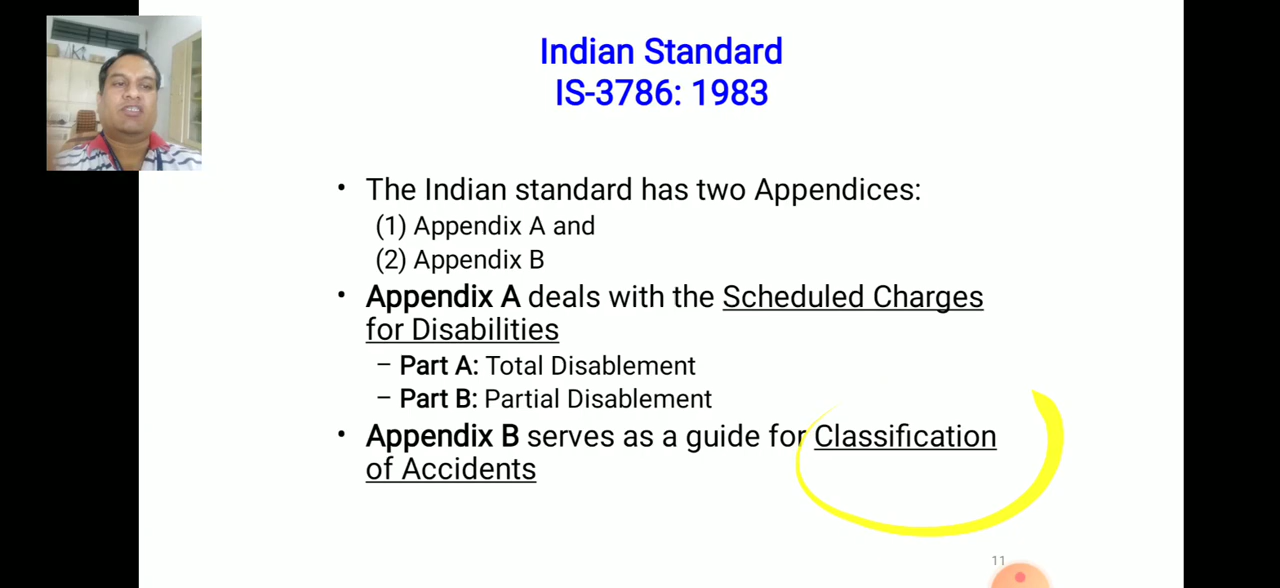 Indian Standard
IS-3786: 1983
• The Indian standard has two Appendices:
(1) Appendix A and
(2) Appendix B
• Appendix A deals with the Scheduled Charges
for Disabilities
– Part A: Total Disablement
– Part B: Partial Disablement
• Appendix B serves as a guide for Classification
of Accidents
11